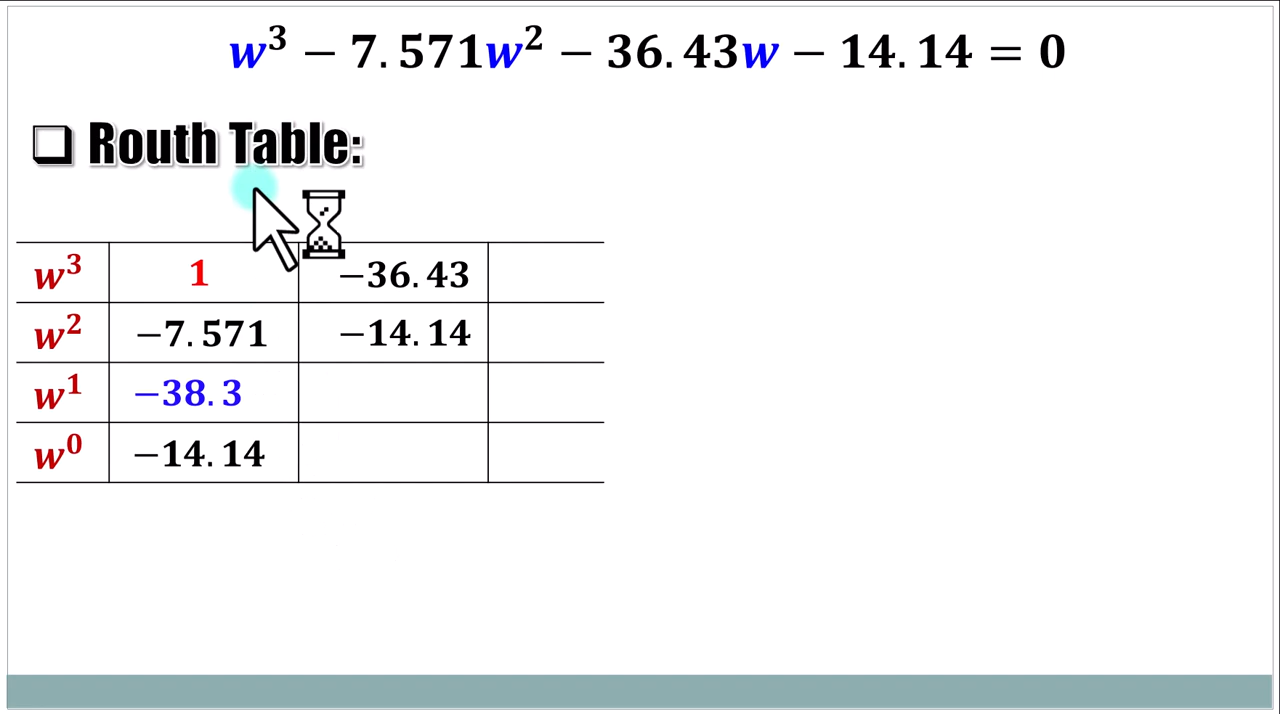 w³ − 7.571w² − 36.43w − 14.14 = 0
❑ Routh Table:
w³ 1 −36.43
w² −7.571 −14.14
w¹ −38.3
w⁰ −14.14